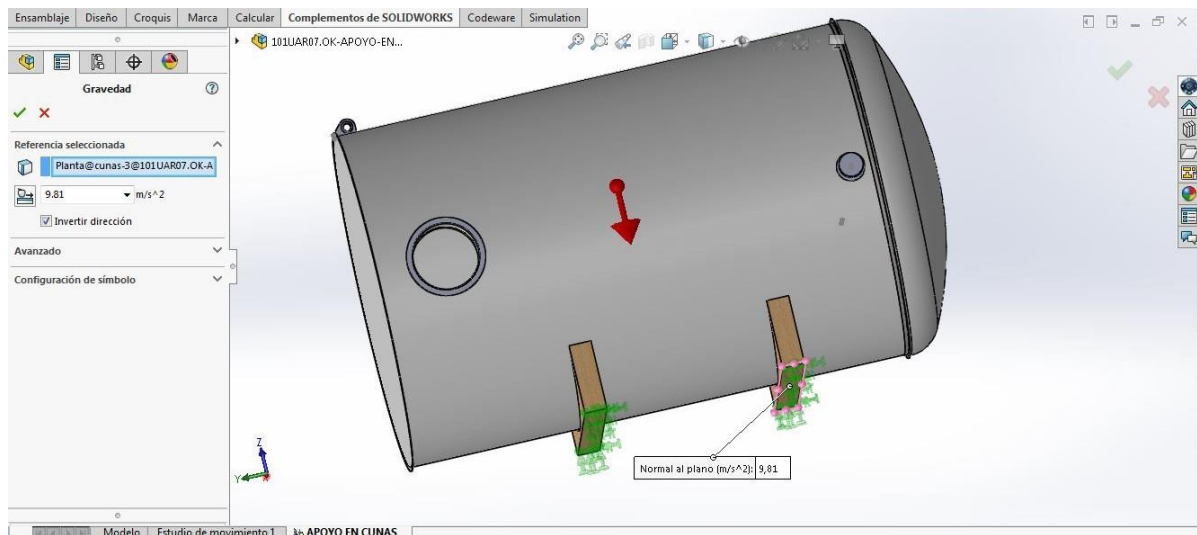 Ensamblaje Diseño Croquis Marca Calcular Complementos de SOLIDWORKS Codeware Simulation
101UAR07.OK-APOYO-EN...
Gravedad
Referencia seleccionada
Planta@cunas-3@101UAR07.OK-A
9.81 m/s^2
Invertir dirección
Avanzado
Configuración de símbolo
Z
Y
Normal al plano (m/s^2): 9,81
Modelo Estudio de movimiento 1 APOYO EN CUNAS